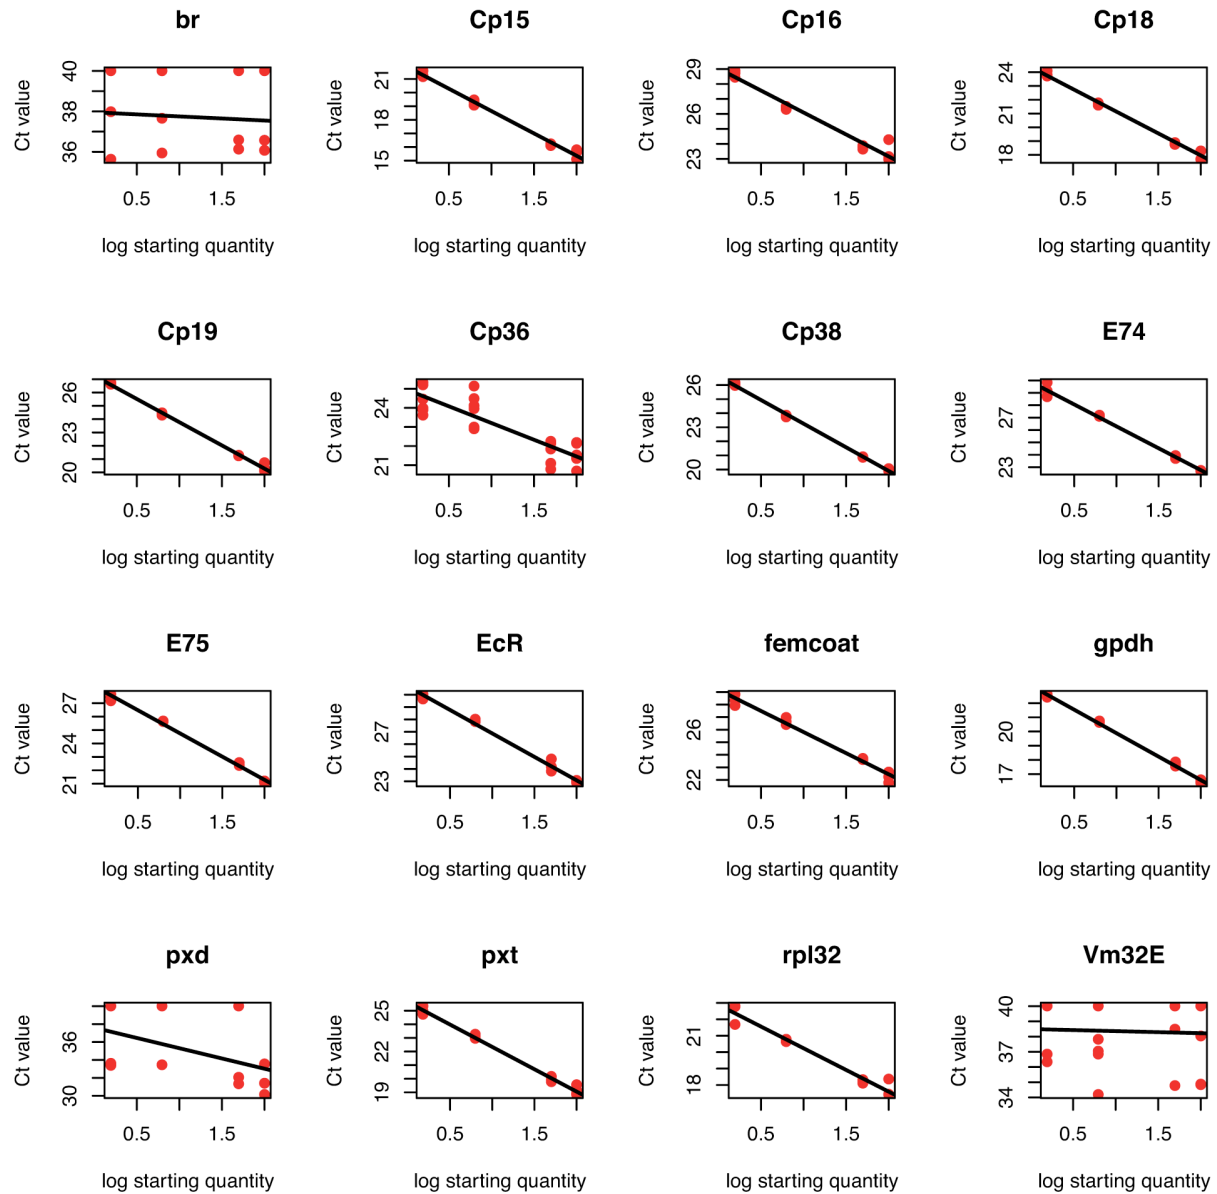 br Cp15 Cp16 Cp18
Ct value Ct value Ct value Ct value
40 21 29 24
38 18 26 21
36 15 23 18
0.5 1.5 0.5 1.5 0.5 1.5 0.5 1.5
log starting quantity log starting quantity log starting quantity log starting quantity
Cp19 Cp36 Cp38 E74
Ct value Ct value Ct value Ct value
26 24 26 27
23 21 23 23
20 20
0.5 1.5 0.5 1.5 0.5 1.5 0.5 1.5
log starting quantity log starting quantity log starting quantity log starting quantity
E75 EcR femcoat gpdh
Ct value Ct value Ct value Ct value
27 27 26 20
24 23 22 17
21
0.5 1.5 0.5 1.5 0.5 1.5 0.5 1.5
log starting quantity log starting quantity log starting quantity log starting quantity
pxd pxt rpl32 Vm32E
Ct value Ct value Ct value Ct value
36 25 21 40
30 22 18 37
19 34
0.5 1.5 0.5 1.5 0.5 1.5 0.5 1.5
log starting quantity log starting quantity log starting quantity log starting quantity